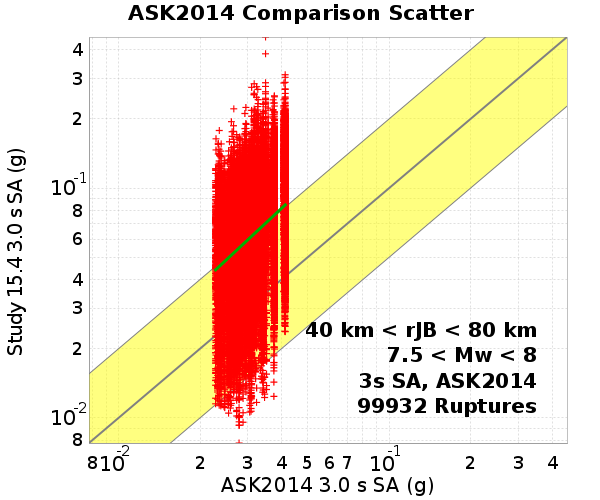 ASK2014 Comparison Scatter
Study 15.4 3.0 s SA (g)
4
3
2
10-1
8
6
4
3
2
10-2
8
40 km < rJB < 80 km
7.5 < Mw < 8
3s SA, ASK2014
99932 Ruptures
8 10-2 2 3 4 5 6 7 10-1 2 3 4
ASK2014 3.0 s SA (g)